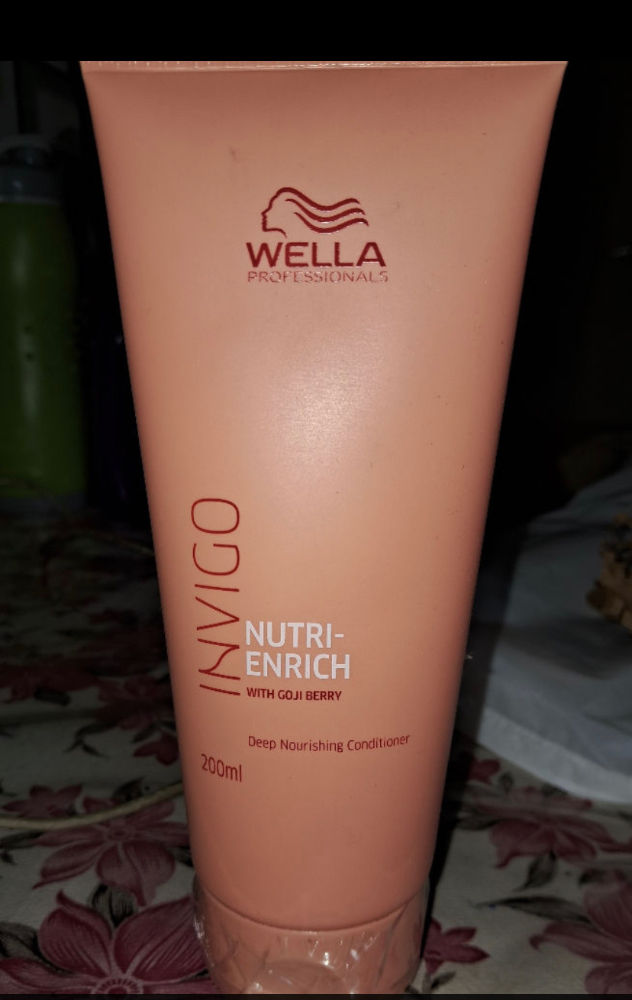 WELLA
PROFESSIONALS
INVIGO
NUTRI-
ENRICH
WITH GOJI BERRY
Deep Nourishing Conditioner
200ml